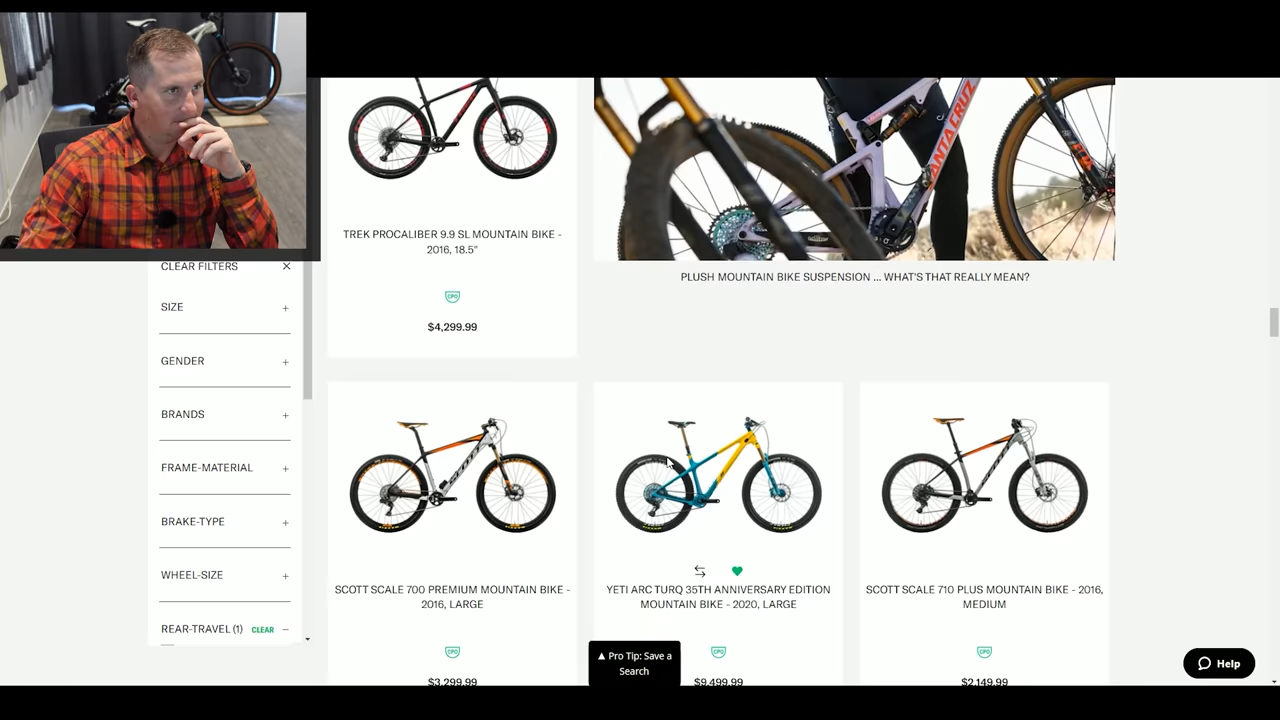 SANTACRUZ
TREK PROCALIBER 9.9 SL MOUNTAIN BIKE -
2016, 18.5"
CPO
$4,299.99
PLUSH MOUNTAIN BIKE SUSPENSION ... WHAT'S THAT REALLY MEAN?
CLEAR FILTERS ×
SIZE +
GENDER +
BRANDS +
FRAME-MATERIAL +
BRAKE-TYPE +
WHEEL-SIZE +
REAR-TRAVEL (1) CLEAR −
SCOTT
SCOTT
SCOTT SCALE 700 PREMIUM MOUNTAIN BIKE -
2016, LARGE
CPO
$3,299.99
YETI ARC TURQ 35TH ANNIVERSARY EDITION
MOUNTAIN BIKE - 2020, LARGE
CPO
$9,499.99
SCOTT SCALE 710 PLUS MOUNTAIN BIKE - 2016,
MEDIUM
CPO
$2,149.99
▲ Pro Tip: Save a
Search
Help